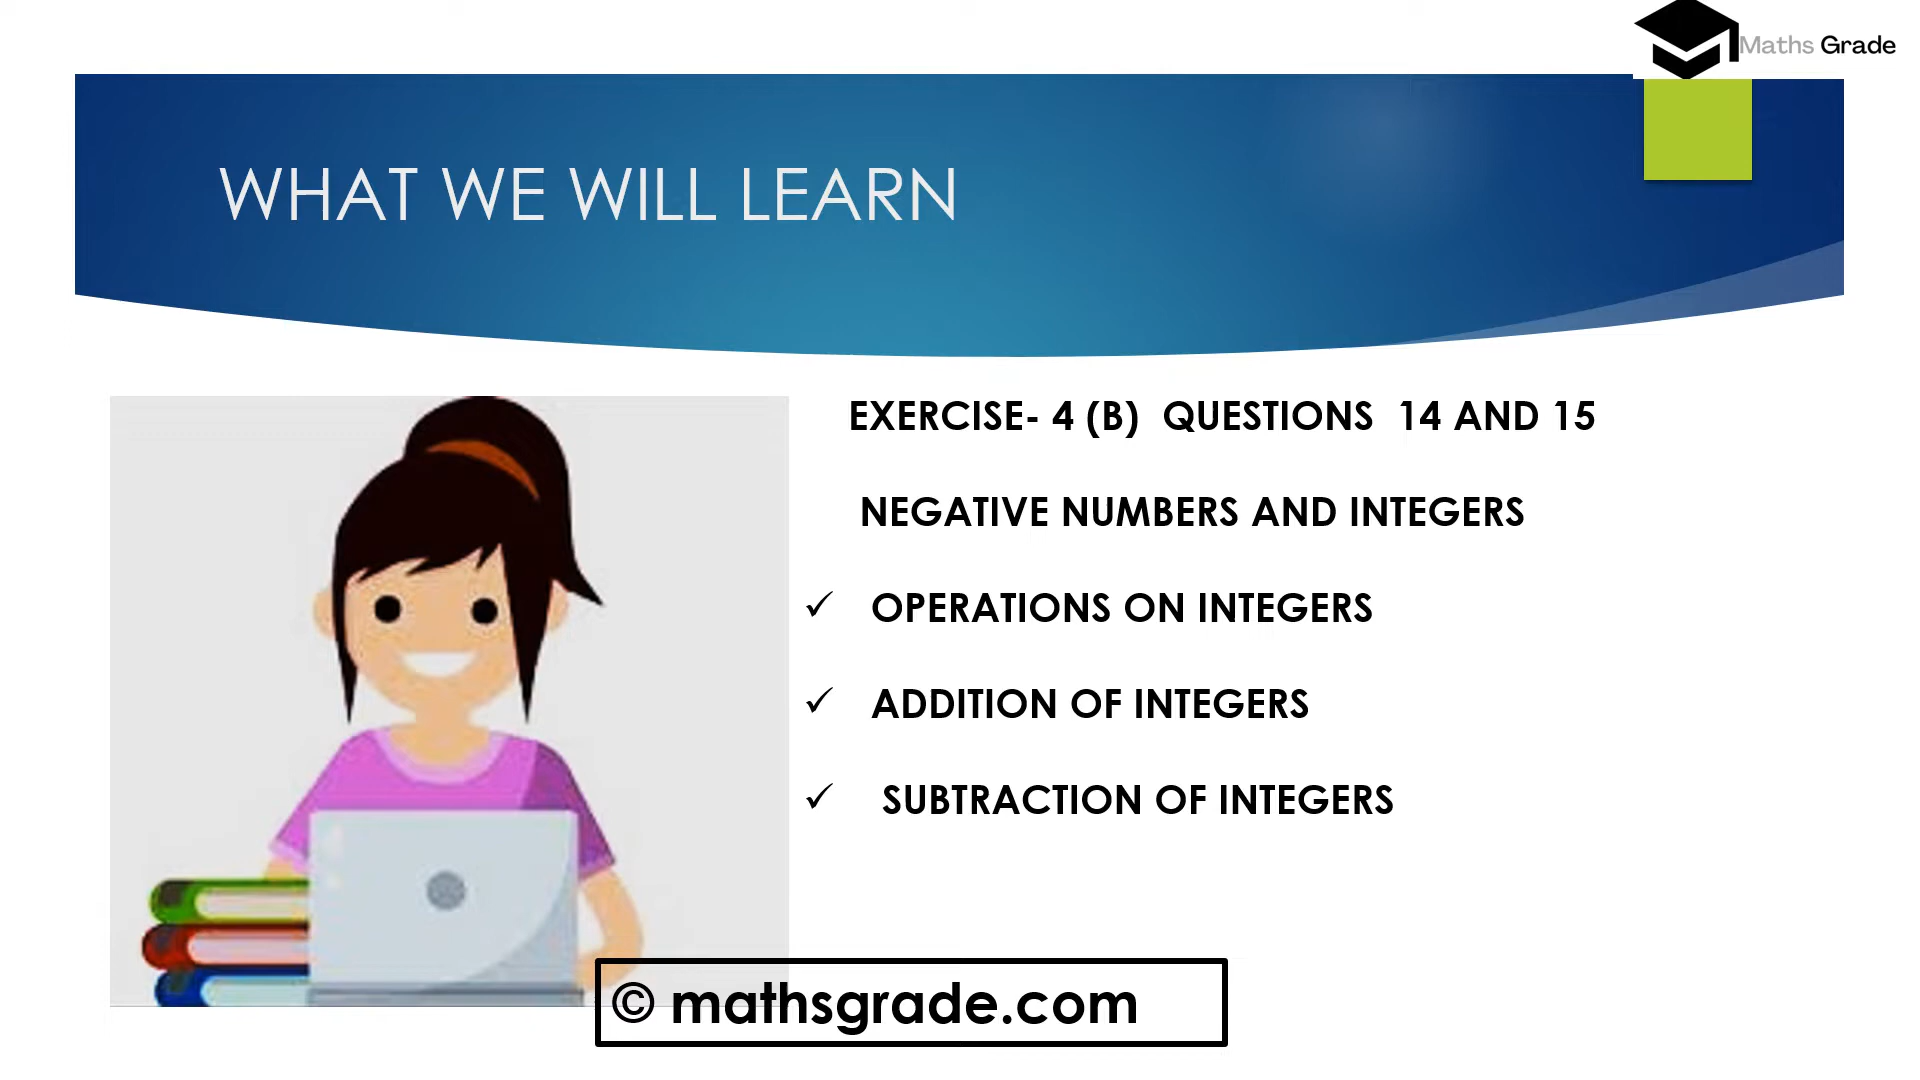 Maths Grade
WHAT WE WILL LEARN
EXERCISE- 4 (B) QUESTIONS 14 AND 15
NEGATIVE NUMBERS AND INTEGERS
✓ OPERATIONS ON INTEGERS
✓ ADDITION OF INTEGERS
✓ SUBTRACTION OF INTEGERS
© mathsgrade.com